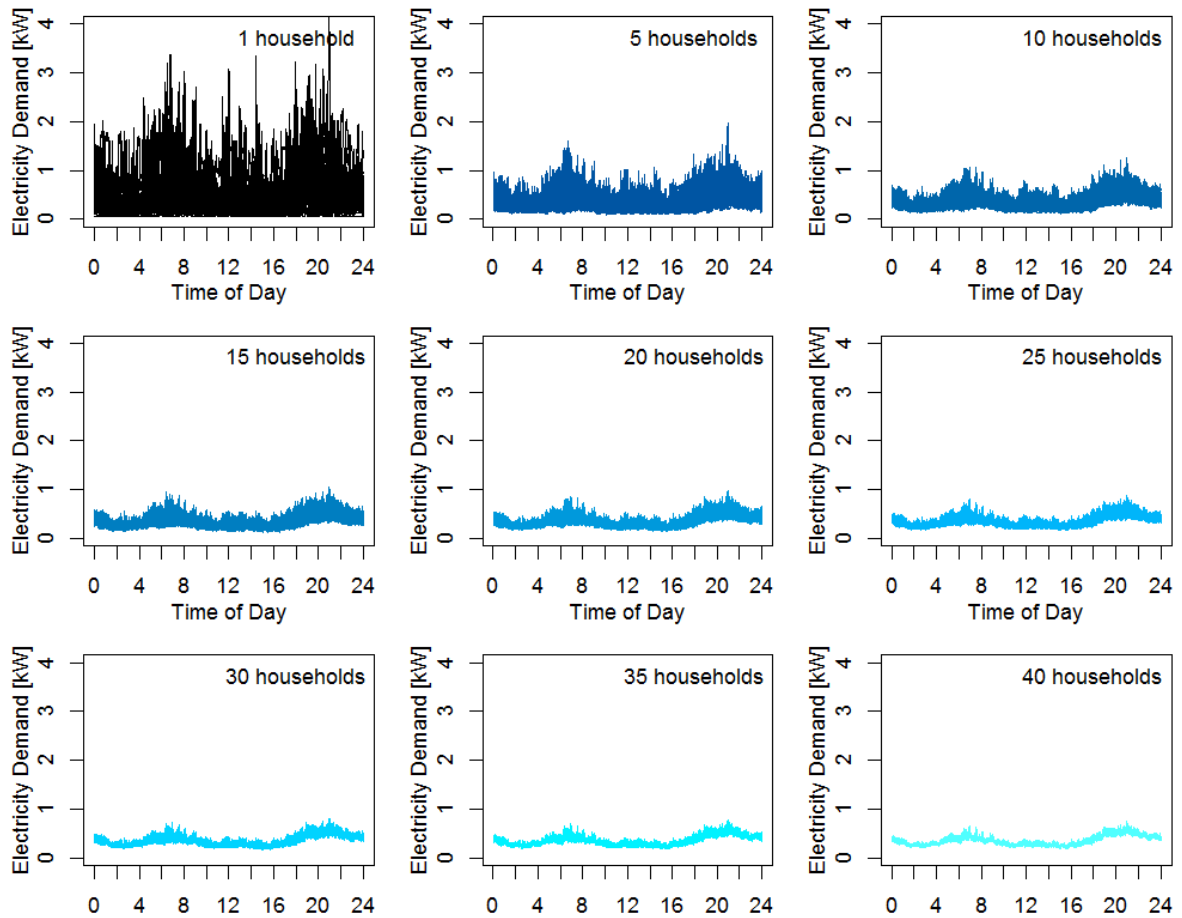 Electricity Demand [kW]
0 1 2 3 4
1 household
0 4 8 12 16 20 24
Time of Day
Electricity Demand [kW]
0 1 2 3 4
5 households
0 4 8 12 16 20 24
Time of Day
Electricity Demand [kW]
0 1 2 3 4
10 households
0 4 8 12 16 20 24
Time of Day
Electricity Demand [kW]
0 1 2 3 4
15 households
0 4 8 12 16 20 24
Time of Day
Electricity Demand [kW]
0 1 2 3 4
20 households
0 4 8 12 16 20 24
Time of Day
Electricity Demand [kW]
0 1 2 3 4
25 households
0 4 8 12 16 20 24
Time of Day
Electricity Demand [kW]
0 1 2 3 4
30 households
0 4 8 12 16 20 24
Electricity Demand [kW]
0 1 2 3 4
35 households
0 4 8 12 16 20 24
Electricity Demand [kW]
0 1 2 3 4
40 households
0 4 8 12 16 20 24